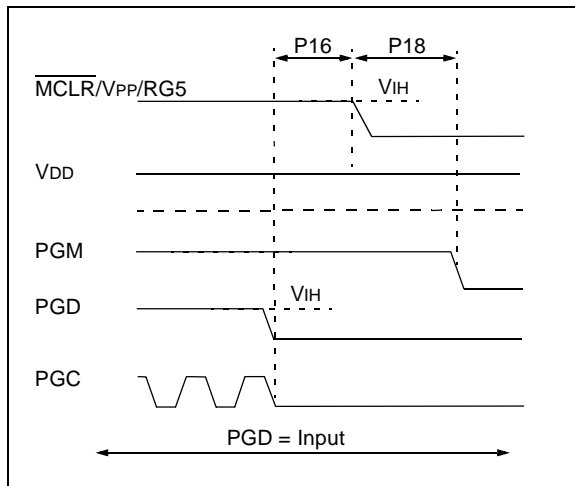 P16 P18
MCLR/VPP/RG5 VIH
VDD
PGM
PGD VIH
PGC
PGD = Input